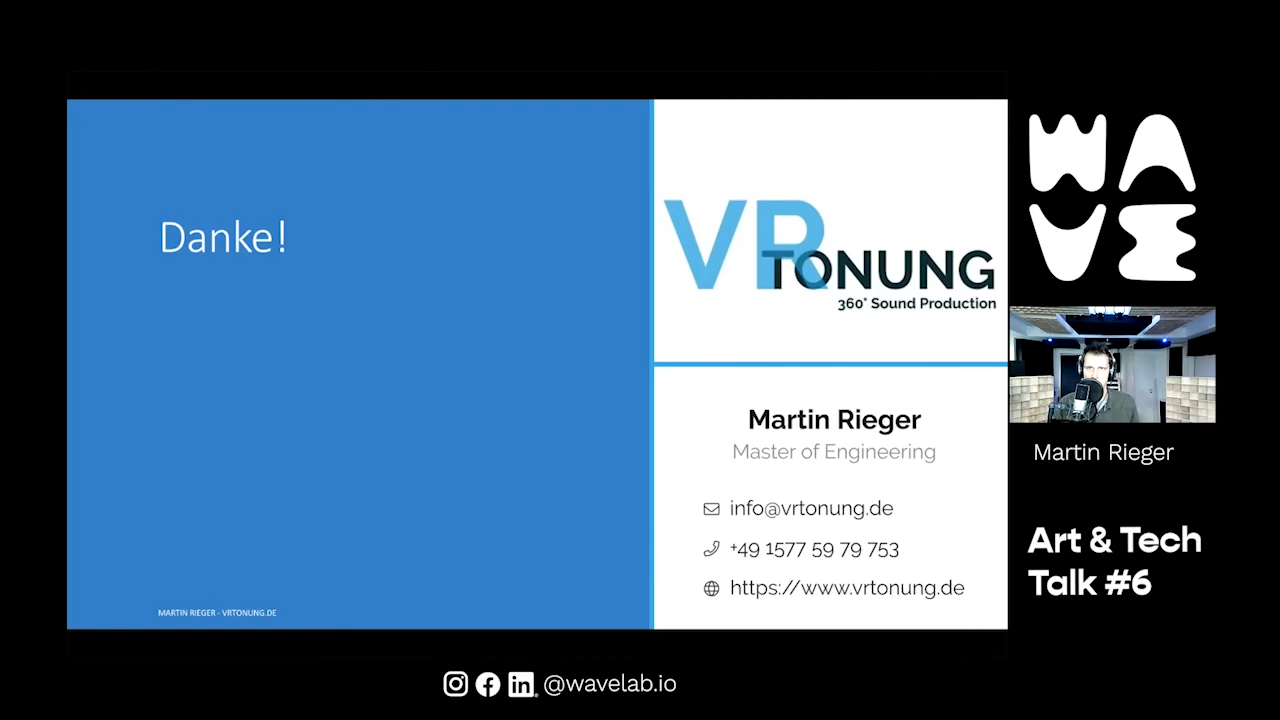 Danke!
MARTIN RIEGER - VRTONUNG.DE
VRTONUNG
360° Sound Production
Martin Rieger
Master of Engineering
info@vrtonung.de
+49 1577 59 79 753
https://www.vrtonung.de
WA
VE
Martin Rieger
Art & Tech
Talk #6
@wavelab.io